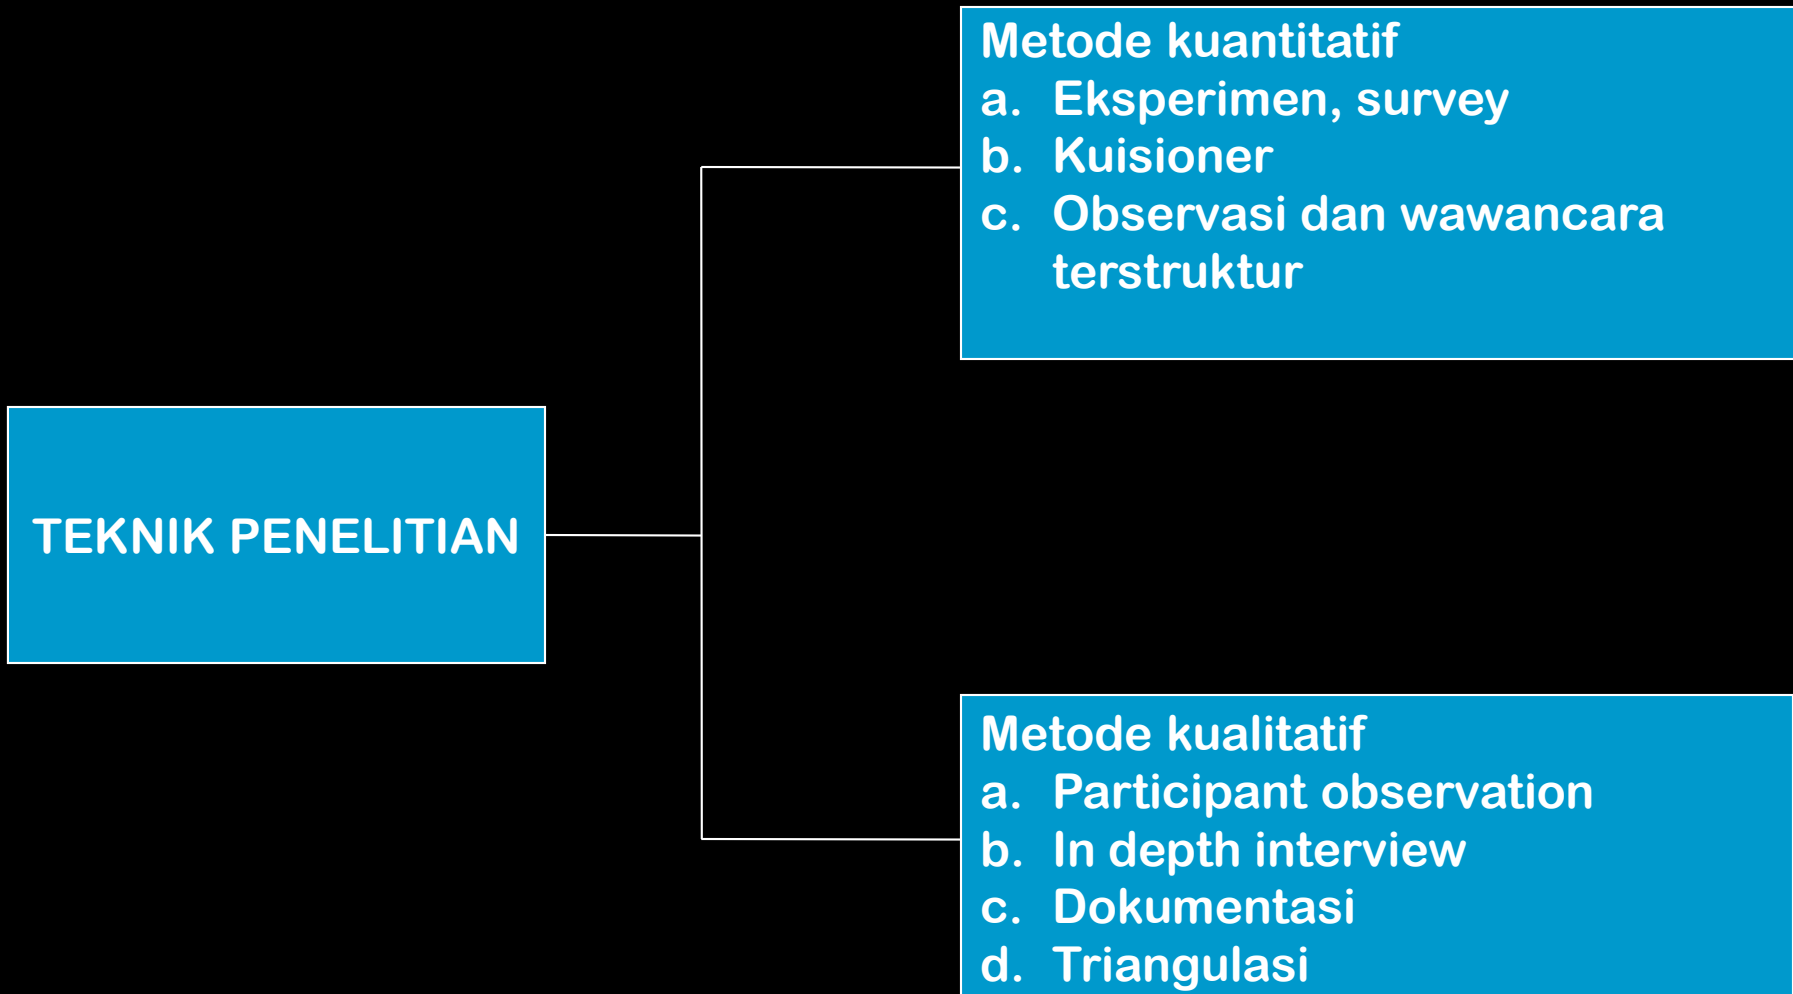 TEKNIK PENELITIAN
Metode kuantitatif
a. Eksperimen, survey
b. Kuisioner
c. Observasi dan wawancara
terstruktur
Metode kualitatif
a. Participant observation
b. In depth interview
c. Dokumentasi
d. Triangulasi